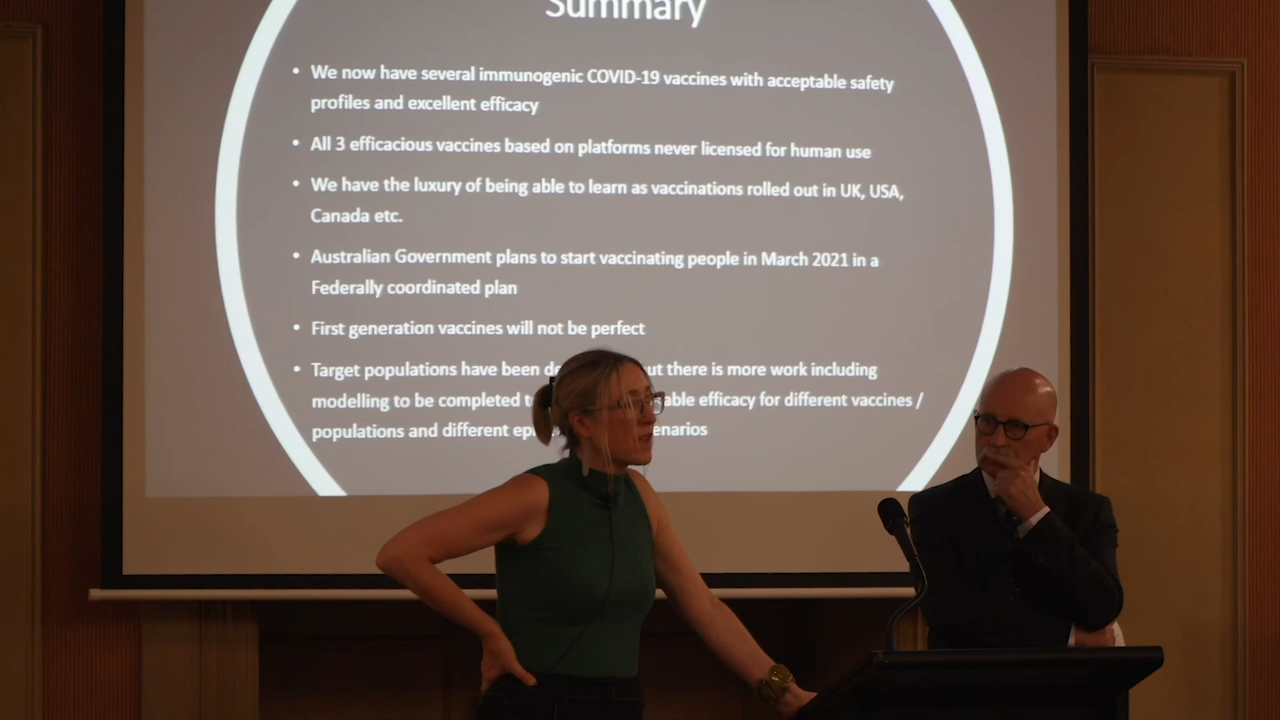 Summary
• We now have several immunogenic COVID-19 vaccines with acceptable safety
profiles and excellent efficacy
• All 3 efficacious vaccines based on platforms never licensed for human use
• We have the luxury of being able to learn as vaccinations rolled out in UK, USA,
Canada etc.
• Australian Government plans to start vaccinating people in March 2021 in a
Federally coordinated plan
• First generation vaccines will not be perfect
• Target populations have been there is more work including
modelling to be completed efficacy for different vaccines /
populations and different